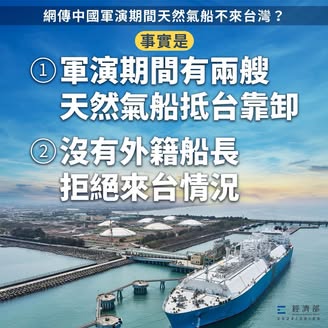 網傳中國軍演期間天然氣船不來台灣？
事實是
① 軍演期間有兩艘
天然氣船抵台靠卸
② 沒有外籍船長
拒絕來台情況
經濟部